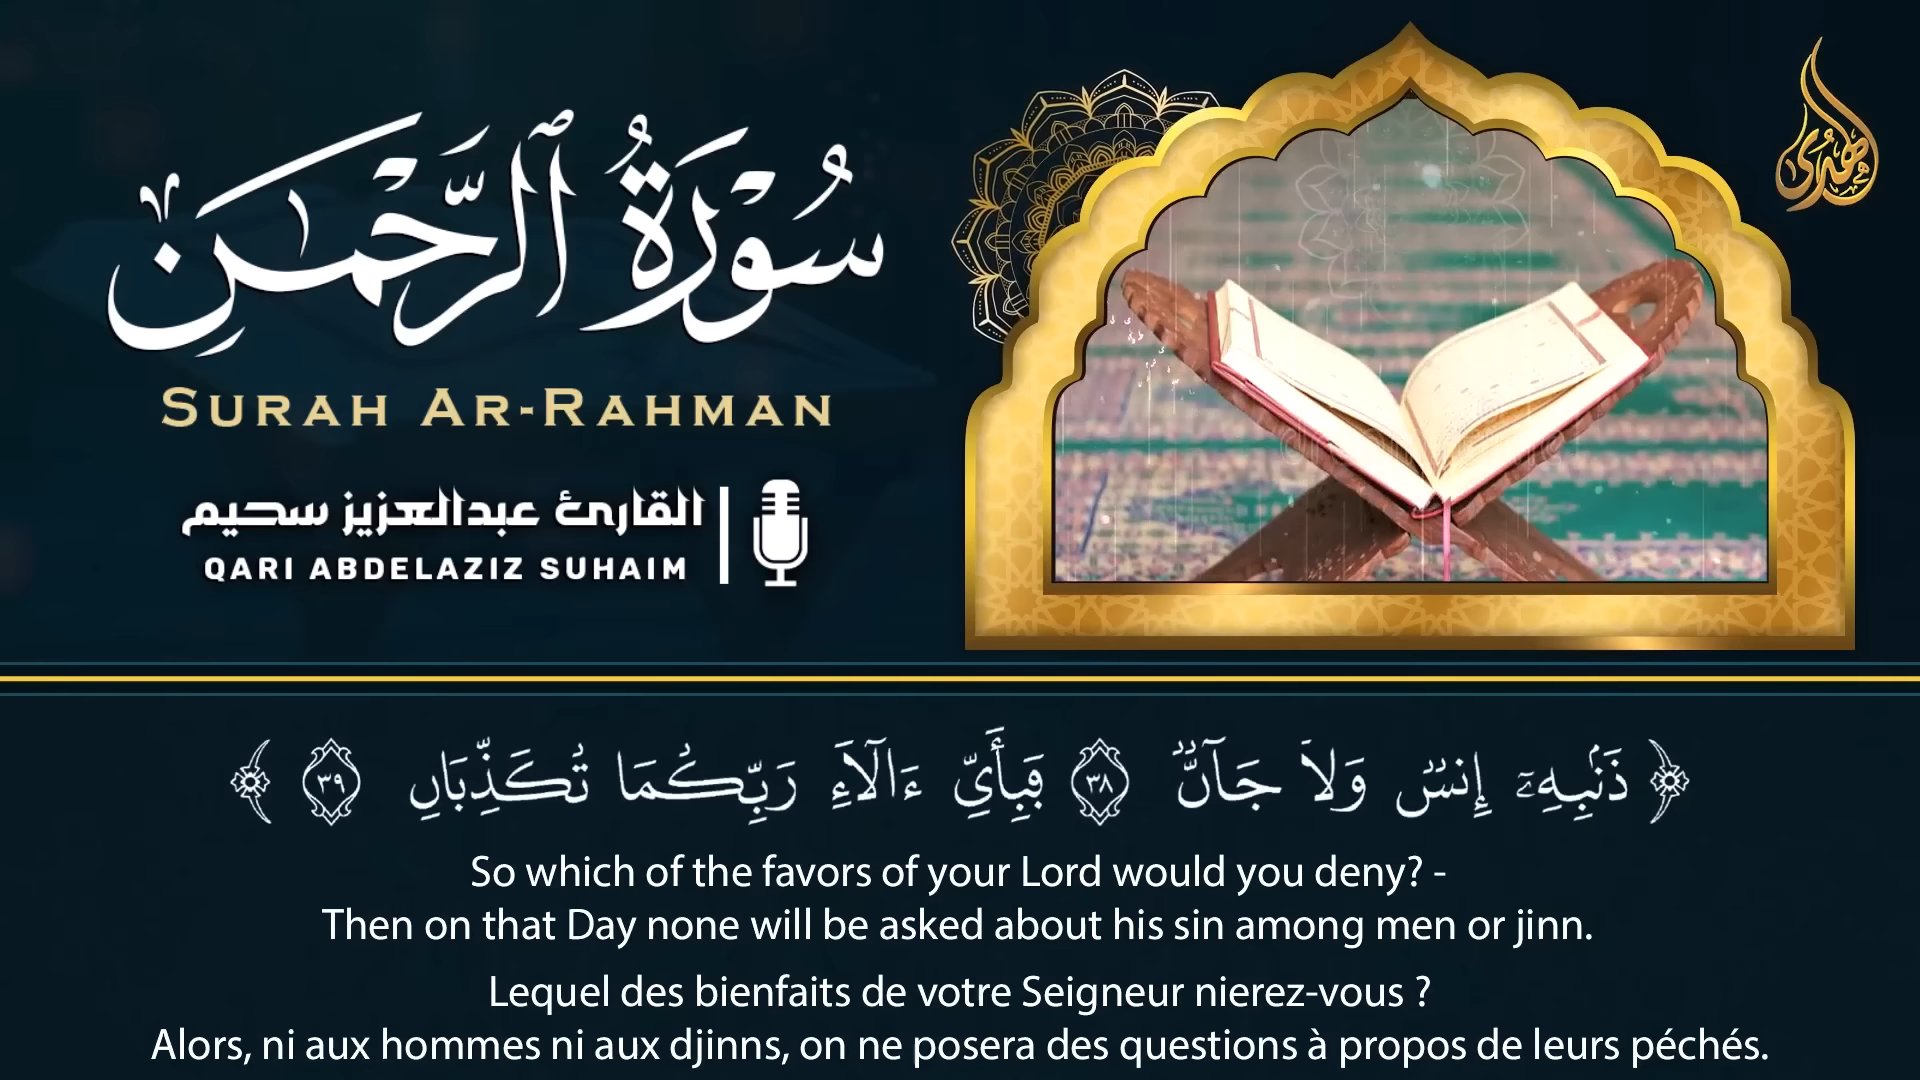 سُورَةُ ٱلرَّحْمَـٰنِ
SURAH AR-RAHMAN
القارئ عبدالعزيز سحيم
QARI ABDELAZIZ SUHAIM
الهدى
ذَنۢبِهِۦٓ إِنسٌ وَلَا جَآنٌّ ٣٨ فَبِأَيِّ ءَالَآءِ رَبِّكُمَا تُكَذِّبَانِ ٣٩
So which of the favors of your Lord would you deny? -
Then on that Day none will be asked about his sin among men or jinn.
Lequel des bienfaits de votre Seigneur nierez-vous ?
Alors, ni aux hommes ni aux djinns, on ne posera des questions à propos de leurs péchés.